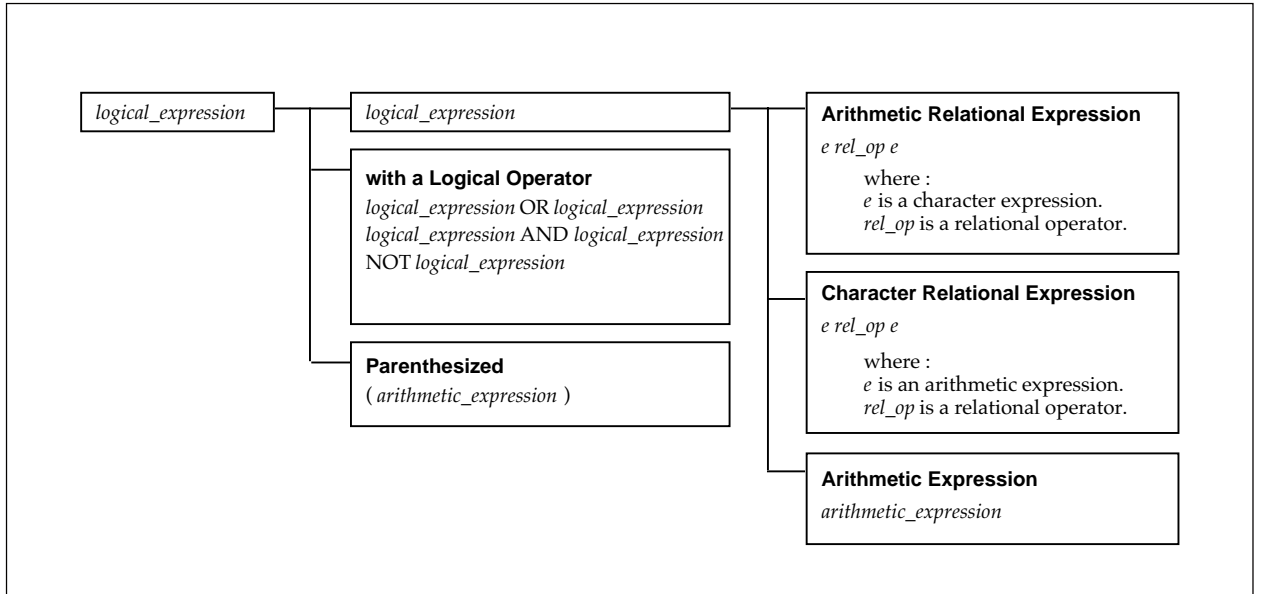 logical_expression
logical_expression
with a Logical Operator
logical_expression OR logical_expression
logical_expression AND logical_expression
NOT logical_expression
Parenthesized
( arithmetic_expression )
Arithmetic Relational Expression
e rel_op e
where :
e is a character expression.
rel_op is a relational operator.
Character Relational Expression
e rel_op e
where :
e is an arithmetic expression.
rel_op is a relational operator.
Arithmetic Expression
arithmetic_expression